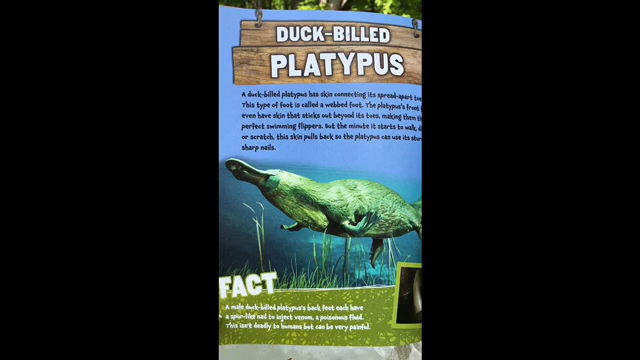 DUCK-BILLED
PLATYPUS
A duck-billed platypus has skin connecting its spread-apart
This type of foot is called a webbed foot. The platypus's front
even have skin that sticks out beyond its toes, making them
perfect swimming flippers. But the minute it starts to walk,
or scratch, this skin pulls back so the platypus can use its
sharp nails.
FACT
A male duck-billed platypus's back feet each have
a spur-like nail to inject venom, a poisonous fluid.
This isn't deadly to humans but can be very painful.